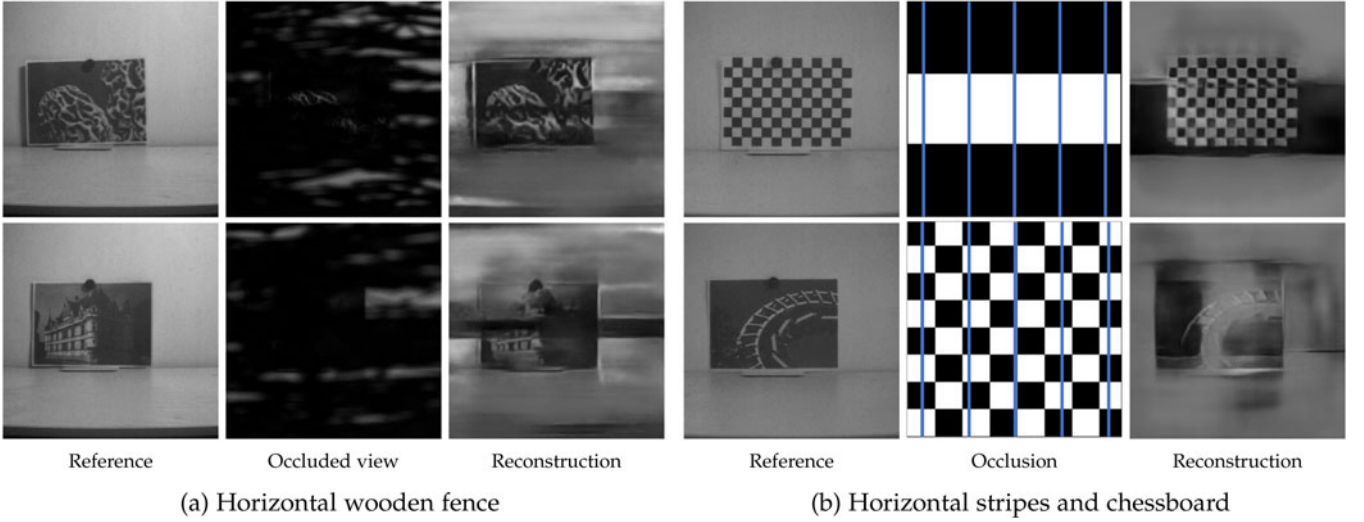 Reference Occluded view Reconstruction Reference Occlusion Reconstruction
(a) Horizontal wooden fence (b) Horizontal stripes and chessboard